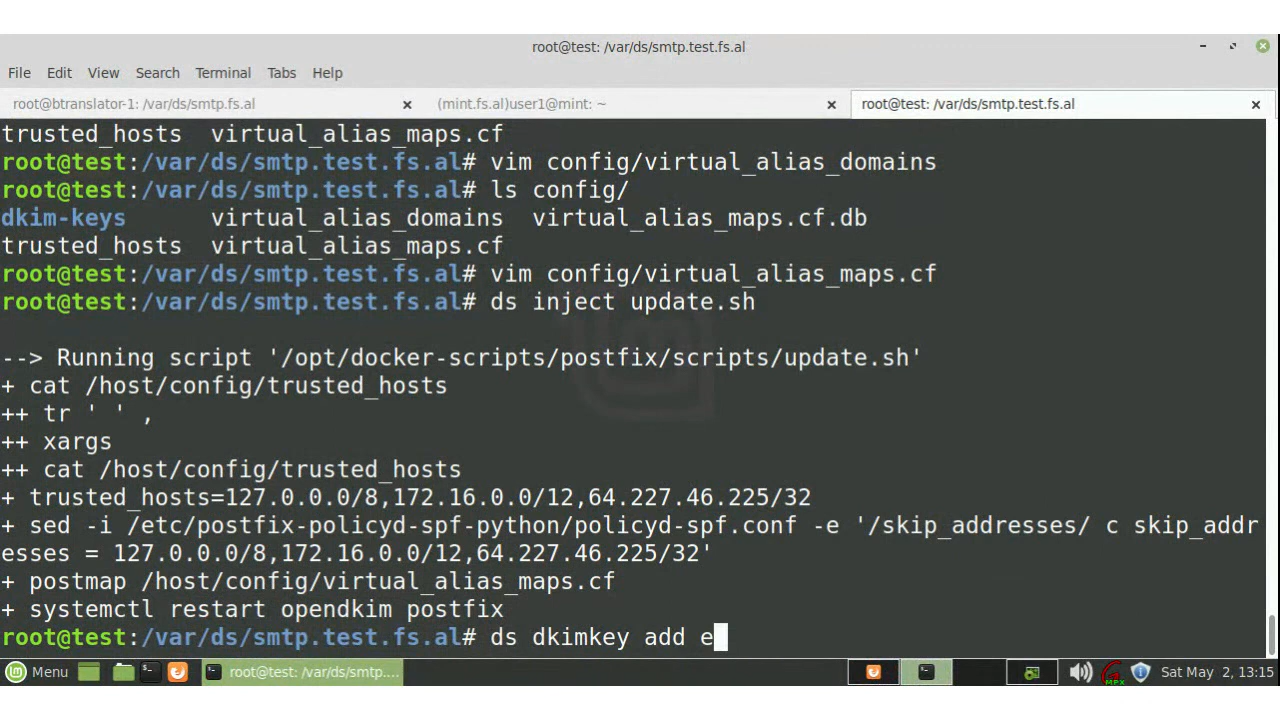 root@test: /var/ds/smtp.test.fs.al
File Edit View Search Terminal Tabs Help
root@btranslator-1: /var/ds/smtp.fs.al (mint.fs.al)user1@mint: ~ root@test: /var/ds/smtp.test.fs.al
trusted_hosts virtual_alias_maps.cf
root@test:/var/ds/smtp.test.fs.al# vim config/virtual_alias_domains
root@test:/var/ds/smtp.test.fs.al# ls config/
dkim-keys virtual_alias_domains virtual_alias_maps.cf.db
trusted_hosts virtual_alias_maps.cf
root@test:/var/ds/smtp.test.fs.al# vim config/virtual_alias_maps.cf
root@test:/var/ds/smtp.test.fs.al# ds inject update.sh
--> Running script '/opt/docker-scripts/postfix/scripts/update.sh'
+ cat /host/config/trusted_hosts
++ tr ' ' ,
++ xargs
++ cat /host/config/trusted_hosts
+ trusted_hosts=127.0.0.0/8,172.16.0.0/12,64.227.46.225/32
+ sed -i /etc/postfix-policyd-spf-python/policyd-spf.conf -e '/skip_addresses/ c skip_addr
esses = 127.0.0.0/8,172.16.0.0/12,64.227.46.225/32'
+ postmap /host/config/virtual_alias_maps.cf
+ systemctl restart opendkim postfix
root@test:/var/ds/smtp.test.fs.al# ds dkimkey add e
Menu root@test: /var/ds/smtp.... MPX Sat May 2, 13:15